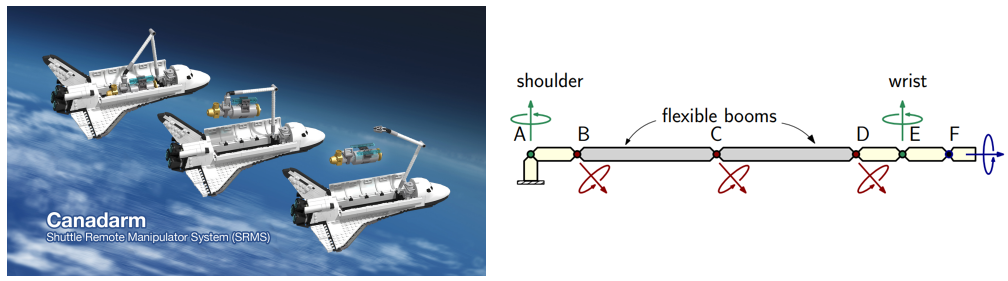 Canadarm
Shuttle Remote Manipulator System (SRMS)
shoulder
wrist
flexible booms
A
B
C
D
E
F